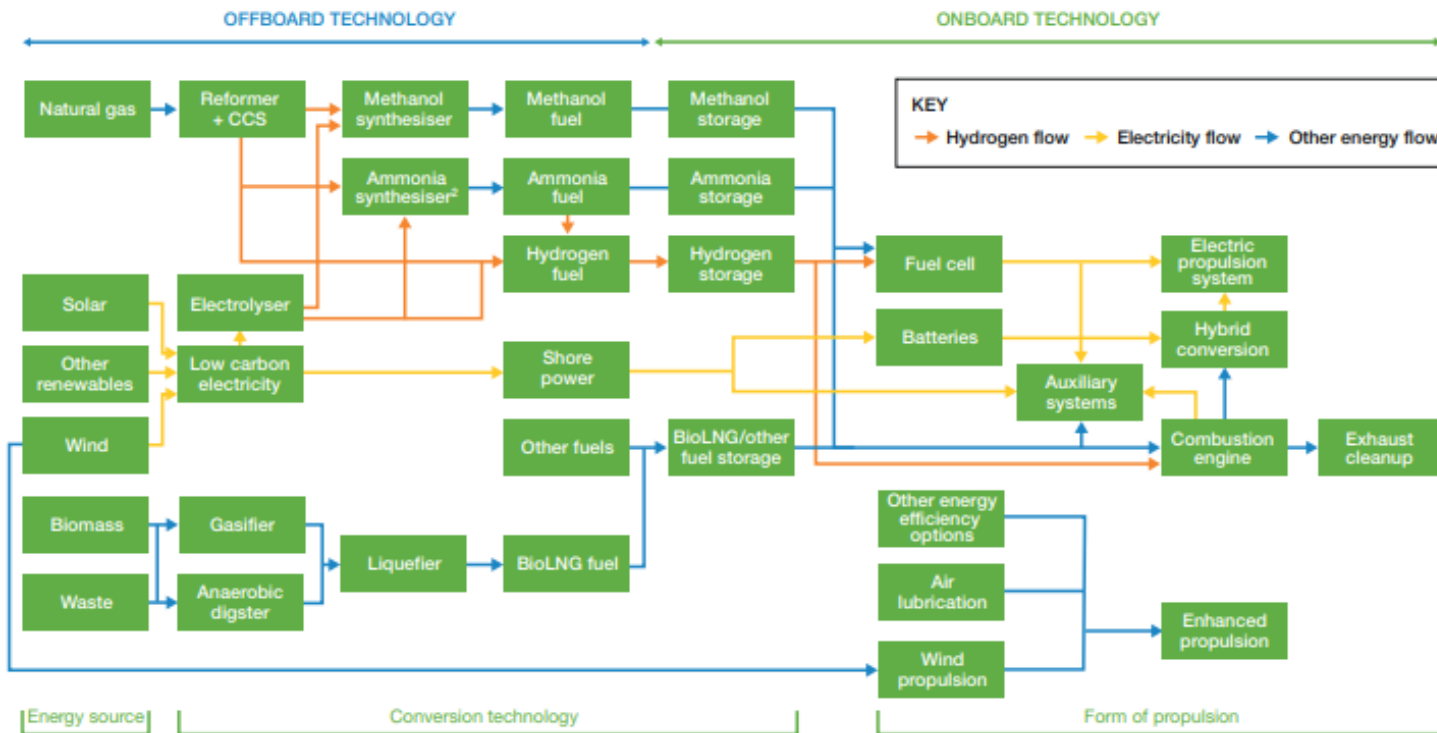 OFFBOARD TECHNOLOGY
ONBOARD TECHNOLOGY
Natural gas
Reformer
+ CCS
Methanol
synthesiser
Methanol
fuel
Methanol
storage
KEY
Hydrogen flow
Electricity flow
Other energy flow
Ammonia
synthesiser²
Ammonia
fuel
Ammonia
storage
Hydrogen
fuel
Hydrogen
storage
Fuel cell
Electric
propulsion
system
Solar
Electrolyser
Batteries
Hybrid
conversion
Other
renewables
Low carbon
electricity
Shore
power
Auxiliary
systems
Wind
Other fuels
BioLNG/other
fuel storage
Combustion
engine
Exhaust
cleanup
Biomass
Gasifier
Other energy
efficiency
options
Liquefier
BioLNG fuel
Air
lubrication
Waste
Anaerobic
digster
Enhanced
propulsion
Wind
propulsion
Energy source
Conversion technology
Form of propulsion